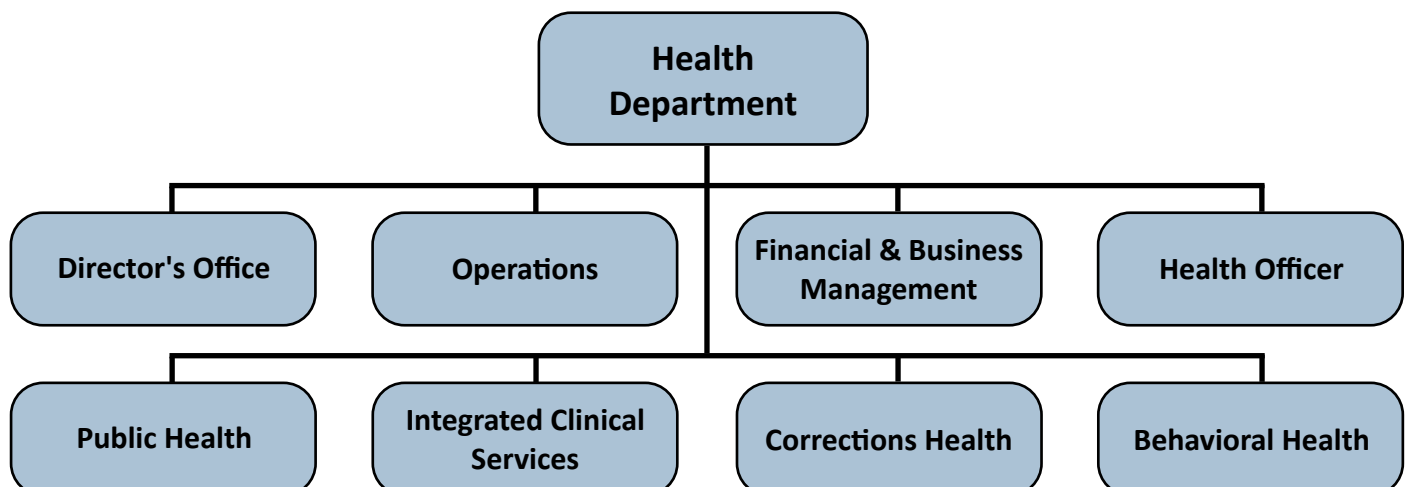 Health
Department
Director's Office
Operations
Financial & Business
Management
Health Officer
Public Health
Integrated Clinical
Services
Corrections Health
Behavioral Health